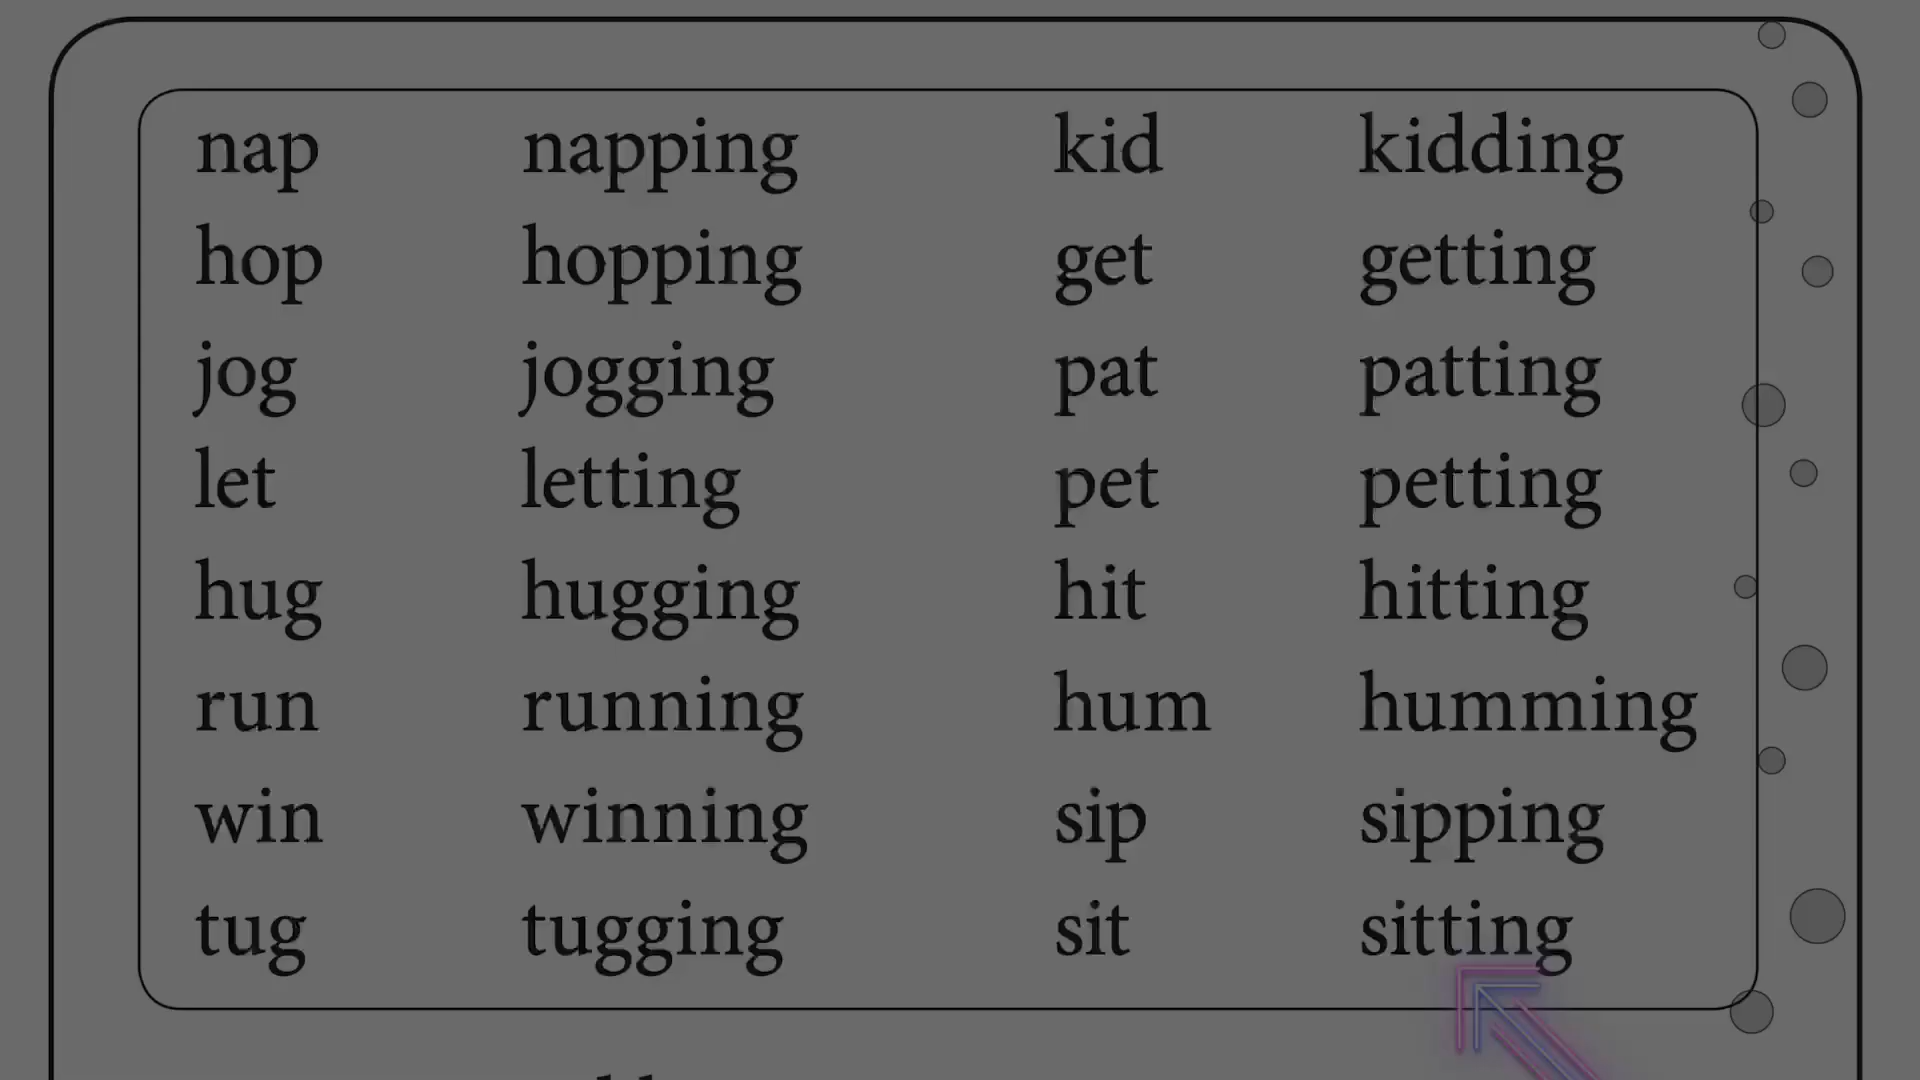 nap napping kid kidding
hop hopping get getting
jog jogging pat patting
let letting pet petting
hug hugging hit hitting
run running hum humming
win winning sip sipping
tug tugging sit sitting